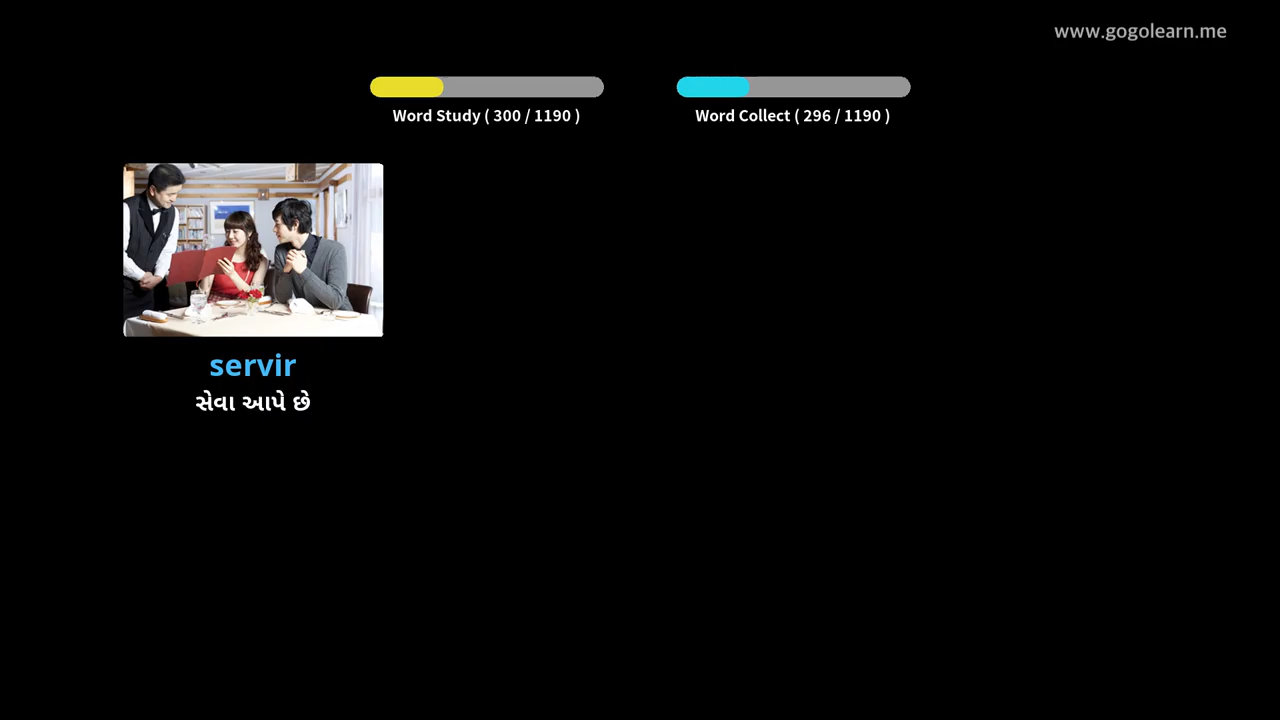 www.gogolearn.me
Word Study ( 300 / 1190 )
Word Collect ( 296 / 1190 )
servir
સેવા આપે છે